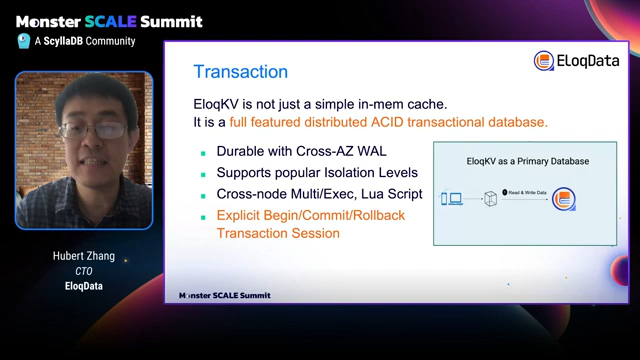 Monster SCALE Summit
A ScyllaDB Community
Hubert Zhang
CTO
EloqData
Transaction
EloqData
EloqKV is not just a simple in-mem cache.
It is a full featured distributed ACID transactional database.
Durable with Cross-AZ WAL
Supports popular Isolation Levels
Cross-node Multi/Exec, Lua Script
Explicit Begin/Commit/Rollback
Transaction Session
EloqKV as a Primary Database
Read & Write Data
Monster SCALE Summit